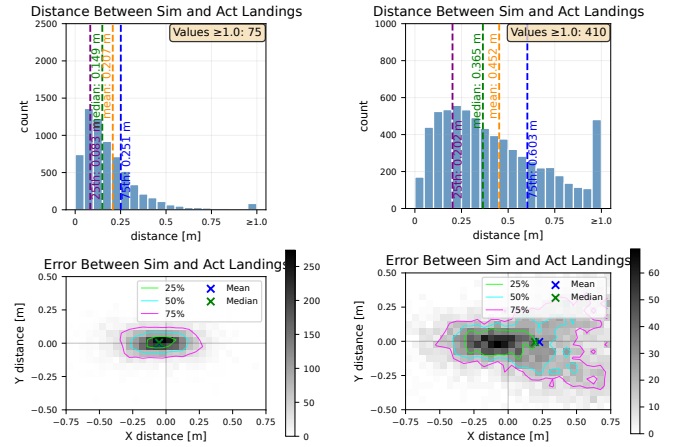 Distance Between Sim and Act Landings
Values ≥1.0: 75
2500
2000
1500
1000
500
0
count
25th: 0.083 m
median: 0.149 m
mean: 0.207 m
75th: 0.251 m
0
0.25
0.5
0.75
≥1.0
distance [m]
Distance Between Sim and Act Landings
Values ≥1.0: 410
1000
800
600
400
200
0
count
25th: 0.202 m
median: 0.365 m
mean: 0.452 m
75th: 0.603 m
0
0.25
0.5
0.75
≥1.0
distance [m]
Error Between Sim and Act Landings
25%
50%
75%
Mean
Median
0.50
0.25
0.00
−0.25
−0.50
Y distance [m]
−0.75
−0.50
−0.25
0.00
0.25
0.50
0.75
X distance [m]
250
200
150
100
50
0
Error Between Sim and Act Landings
25%
50%
75%
Mean
Median
0.50
0.25
0.00
−0.25
−0.50
Y distance [m]
−0.75
−0.50
−0.25
0.00
0.25
0.50
0.75
X distance [m]
60
50
40
30
20
10
0